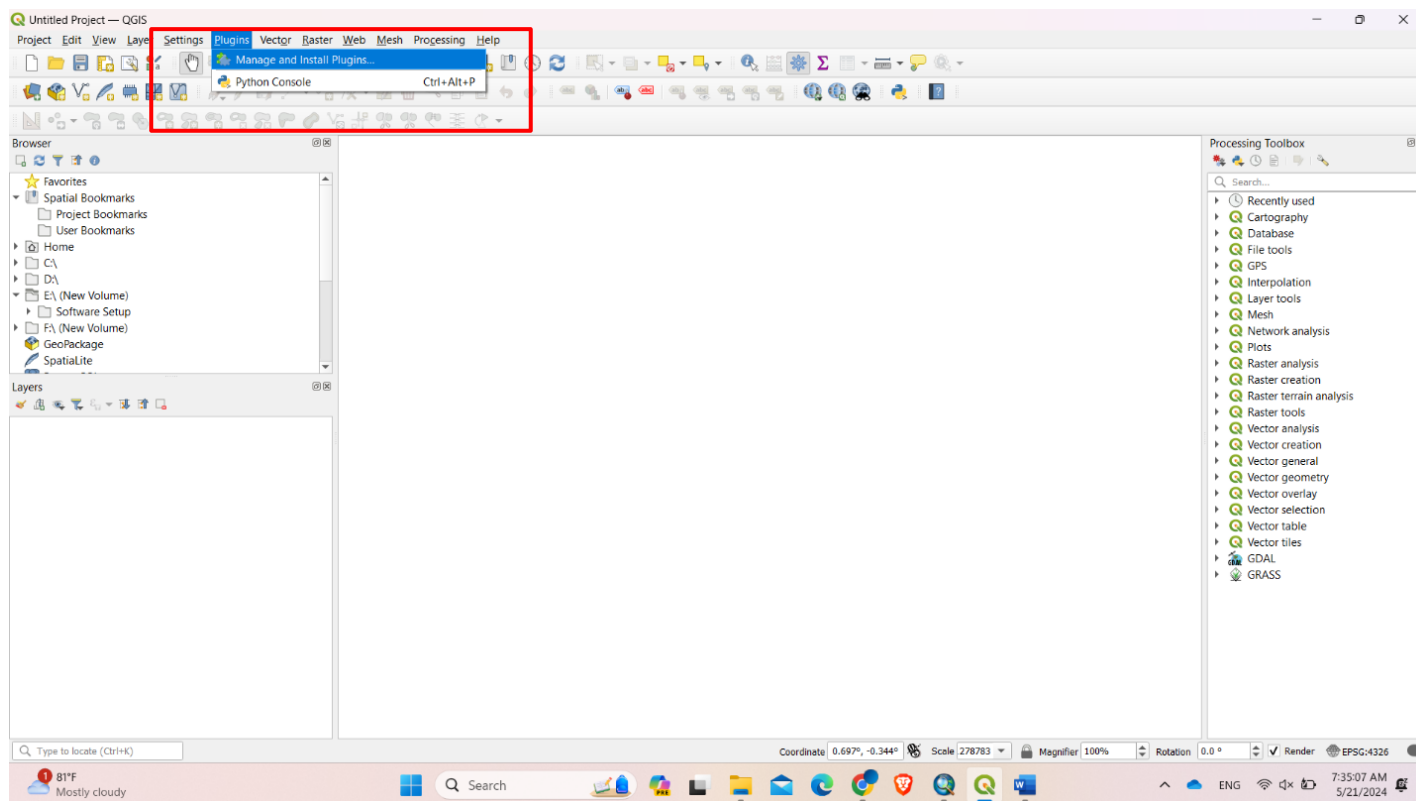 Untitled Project — QGIS
Project Edit View Layer Settings Plugins Vector Raster Web Mesh Processing Help
Manage and Install Plugins...
Python Console Ctrl+Alt+P
Browser
Favorites
Spatial Bookmarks
Project Bookmarks
User Bookmarks
Home
C:\
D:\
E:\ (New Volume)
Software Setup
F:\ (New Volume)
GeoPackage
SpatiaLite
Layers
Processing Toolbox
Search...
Recently used
Cartography
Database
File tools
GPS
Interpolation
Layer tools
Mesh
Network analysis
Plots
Raster analysis
Raster creation
Raster terrain analysis
Raster tools
Vector analysis
Vector creation
Vector general
Vector geometry
Vector overlay
Vector selection
Vector table
Vector tiles
GDAL
GRASS
Type to locate (Ctrl+K)
Coordinate 0.697°, -0.344° Scale 278783 Magnifier 100% Rotation 0.0 ° Render EPSG:4326
1
81°F
Mostly cloudy
Search
ENG
7:35:07 AM
5/21/2024